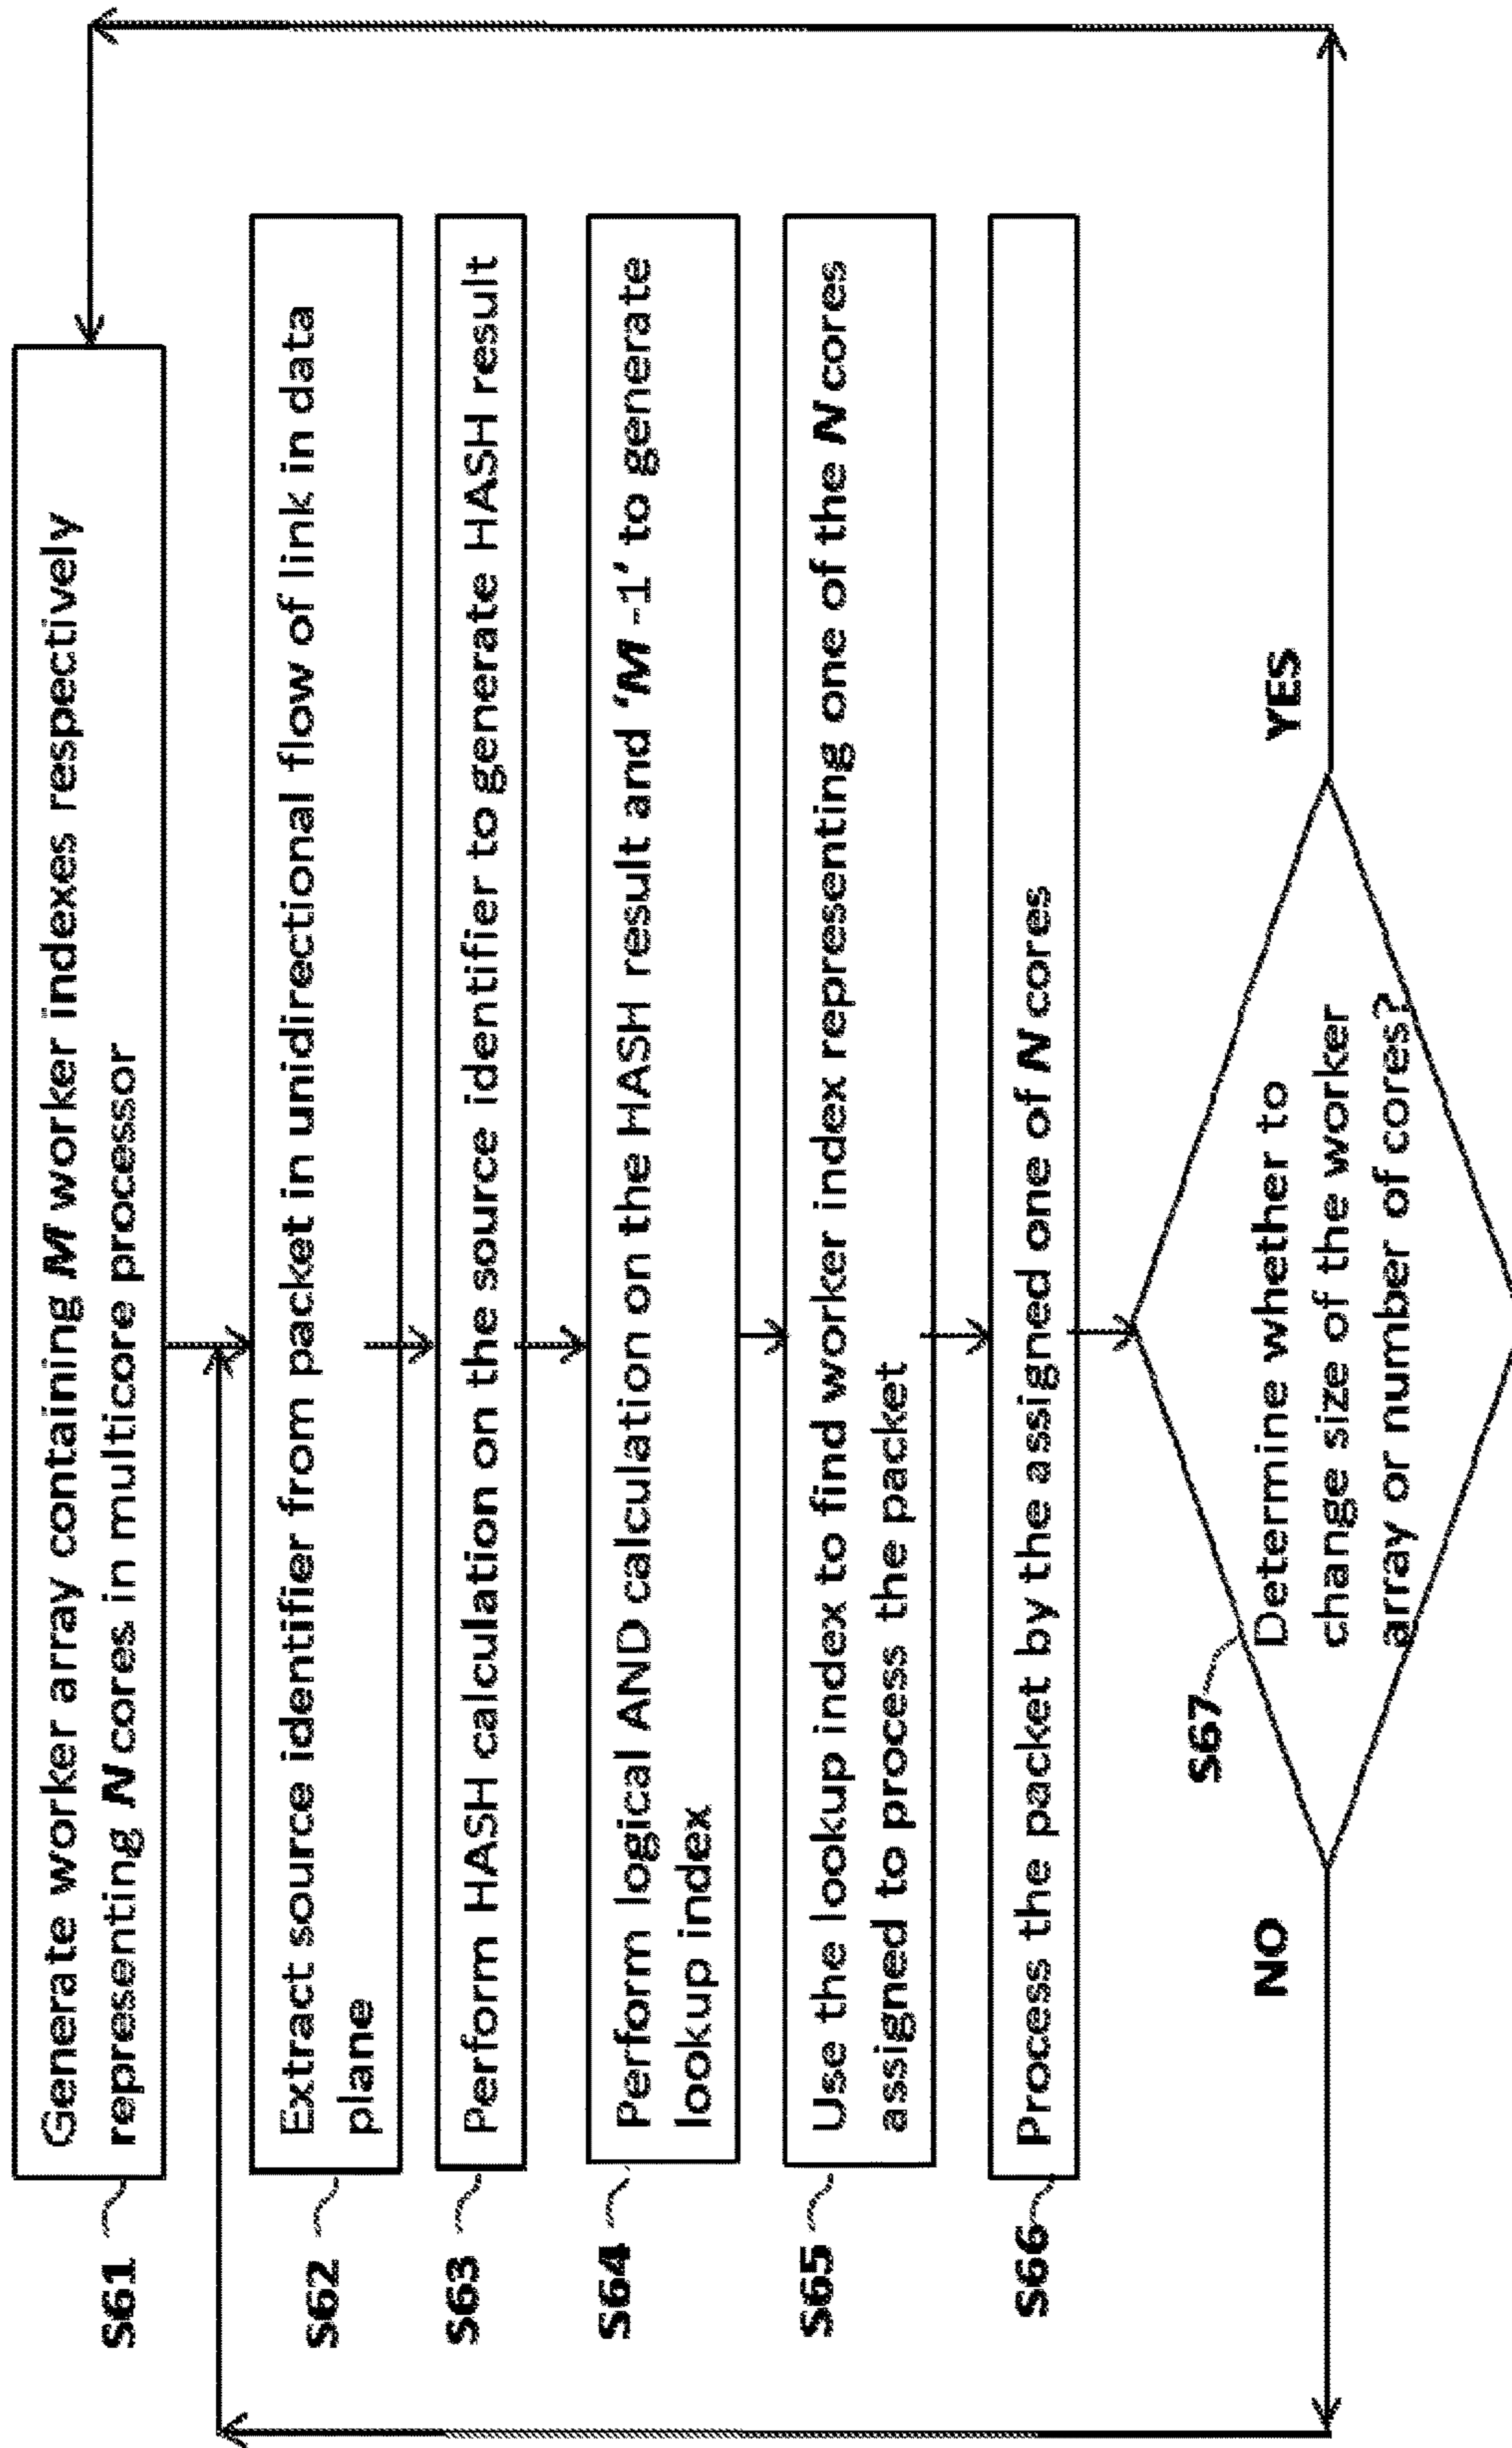 S61
Generate worker array containing M worker indexes respectively
representing N cores in multicore processor
S62
Extract source identifier from packet in unidirectional flow of link in data
plane
S63
Perform HASH calculation on the source identifier to generate HASH result
S64
Perform logical AND calculation on the HASH result and ‘M -1’ to generate
lookup index
S65
Use the lookup index to find worker index representing one of the N cores
assigned to process the packet
S66
Process the packet by the assigned one of N cores
S67
Determine whether to
change size of the worker
array or number of cores?
NO
YES